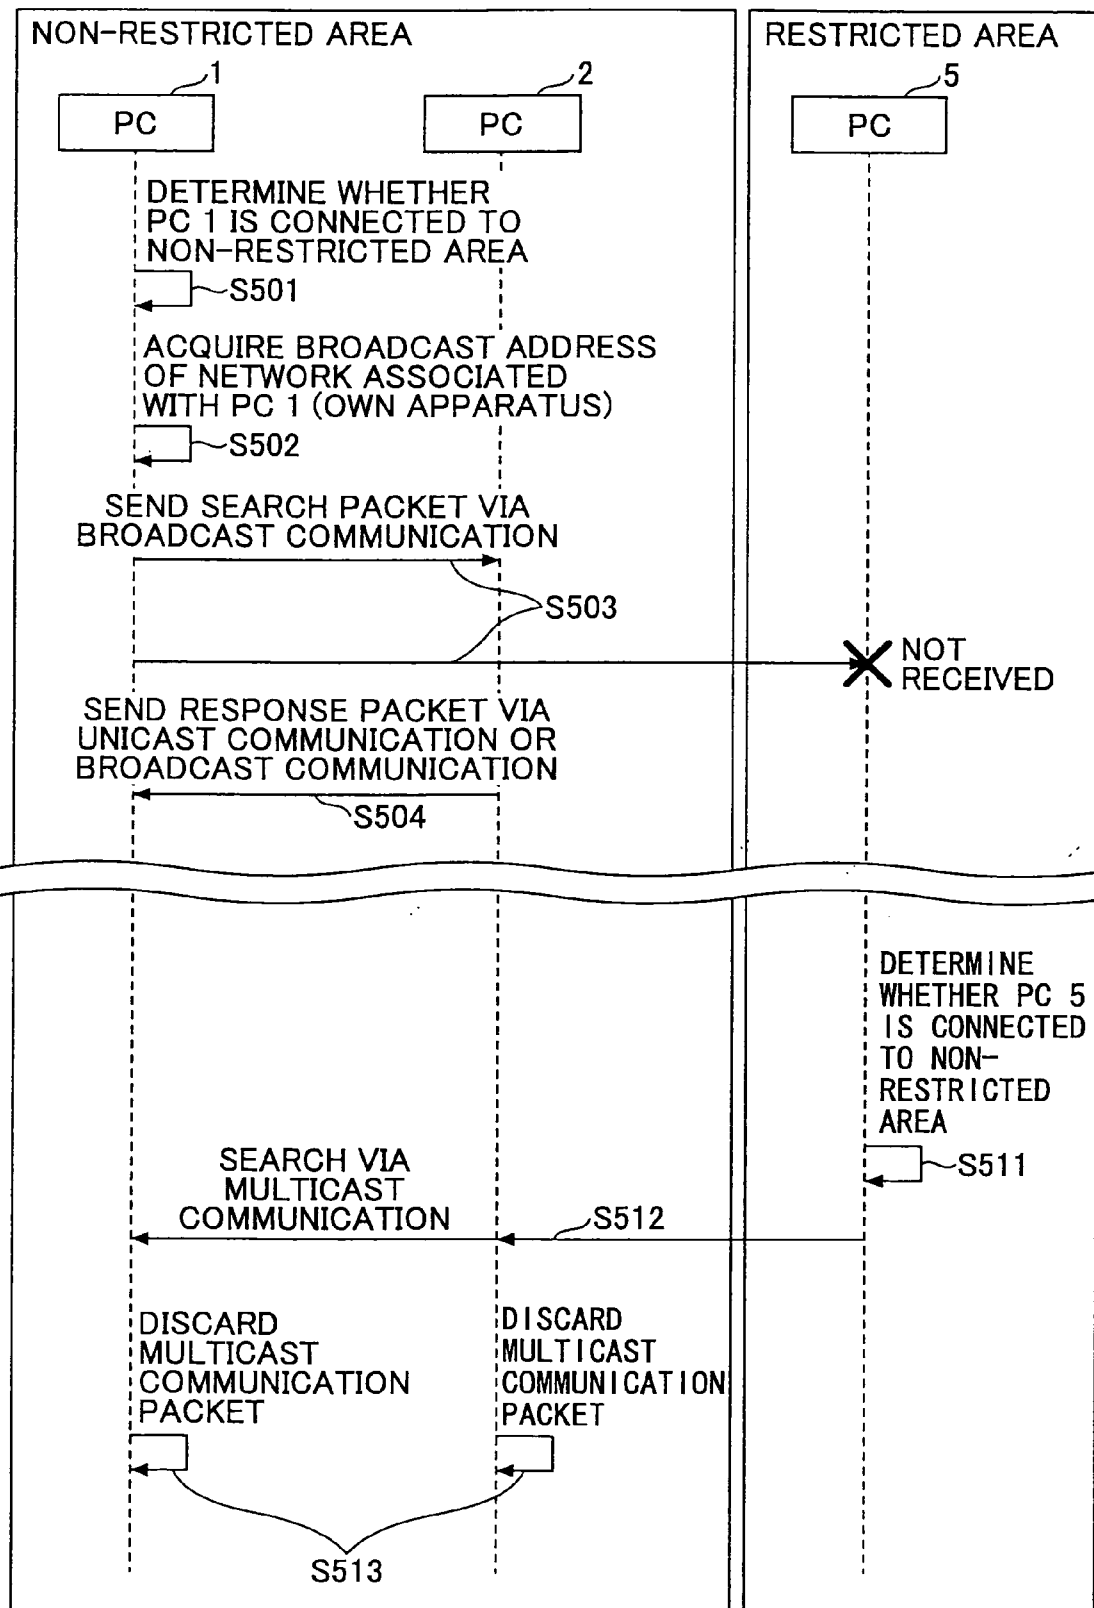 NON-RESTRICTED AREA
RESTRICTED AREA
1
2
5
PC
PC
PC
DETERMINE WHETHER
PC 1 IS CONNECTED TO
NON-RESTRICTED AREA
S501
ACQUIRE BROADCAST ADDRESS
OF NETWORK ASSOCIATED
WITH PC 1 (OWN APPARATUS)
S502
SEND SEARCH PACKET VIA
BROADCAST COMMUNICATION
S503
NOT
RECEIVED
SEND RESPONSE PACKET VIA
UNICAST COMMUNICATION OR
BROADCAST COMMUNICATION
S504
DETERMINE
WHETHER PC 5
IS CONNECTED
TO NON-
RESTRICTED
AREA
S511
SEARCH VIA
MULTICAST
COMMUNICATION
S512
DISCARD
MULTICAST
COMMUNICATION
PACKET
DISCARD
MULTICAST
COMMUNICATION
PACKET
S513